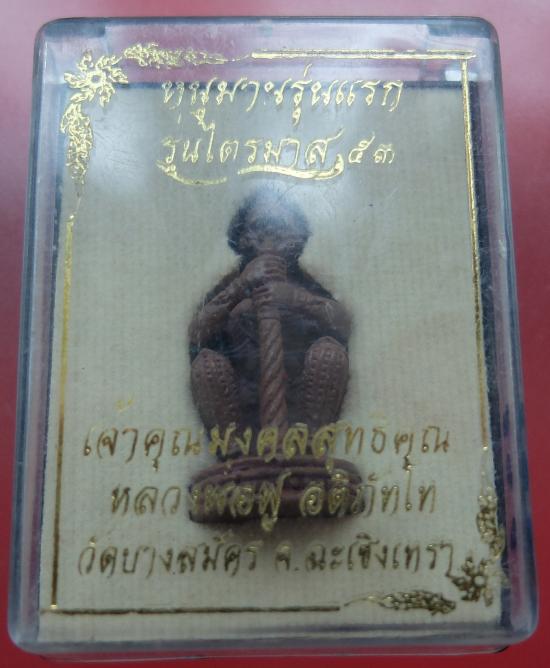 หนุมานรุ่นแรก
รุ่นไตรมาส ๕๓
เจ้าคุณมงคลสุทธิคุณ
หลวงพ่อฟู อติภัทโท
วัดบางสมัคร จ.ฉะเชิงเทรา